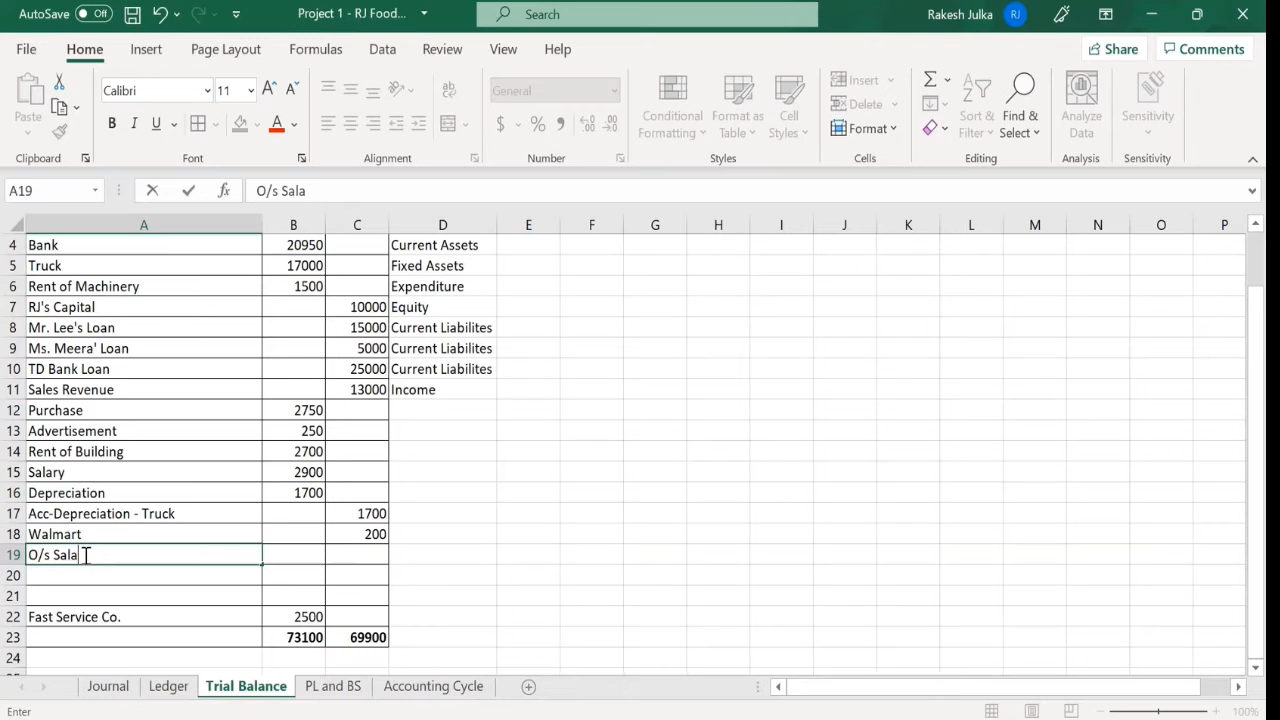 AutoSave Off Project 1 - RJ Food... Search Rakesh Julka RJ
File Home Insert Page Layout Formulas Data Review View Help Share Comments
Paste Calibri 11 A A ab General Conditional Formatting Format as Table Cell Styles Insert Delete Format Sort & Filter Find & Select Analyze Data Sensitivity
B I U A $ % ,
Clipboard Font Alignment Number Styles Cells Editing Analysis Sensitivity
A19 fx O/s Sala
A B C D E F G H I J K L M N O P
4 Bank 20950 Current Assets
5 Truck 17000 Fixed Assets
6 Rent of Machinery 1500 Expenditure
7 RJ's Capital 10000 Equity
8 Mr. Lee's Loan 15000 Current Liabilites
9 Ms. Meera' Loan 5000 Current Liabilites
10 TD Bank Loan 25000 Current Liabilites
11 Sales Revenue 13000 Income
12 Purchase 2750
13 Advertisement 250
14 Rent of Building 2700
15 Salary 2900
16 Depreciation 1700
17 Acc-Depreciation - Truck 1700
18 Walmart 200
19 O/s Sala
20
21
22 Fast Service Co. 2500
23 73100 69900
24
Journal Ledger Trial Balance PL and BS Accounting Cycle
Enter 100%